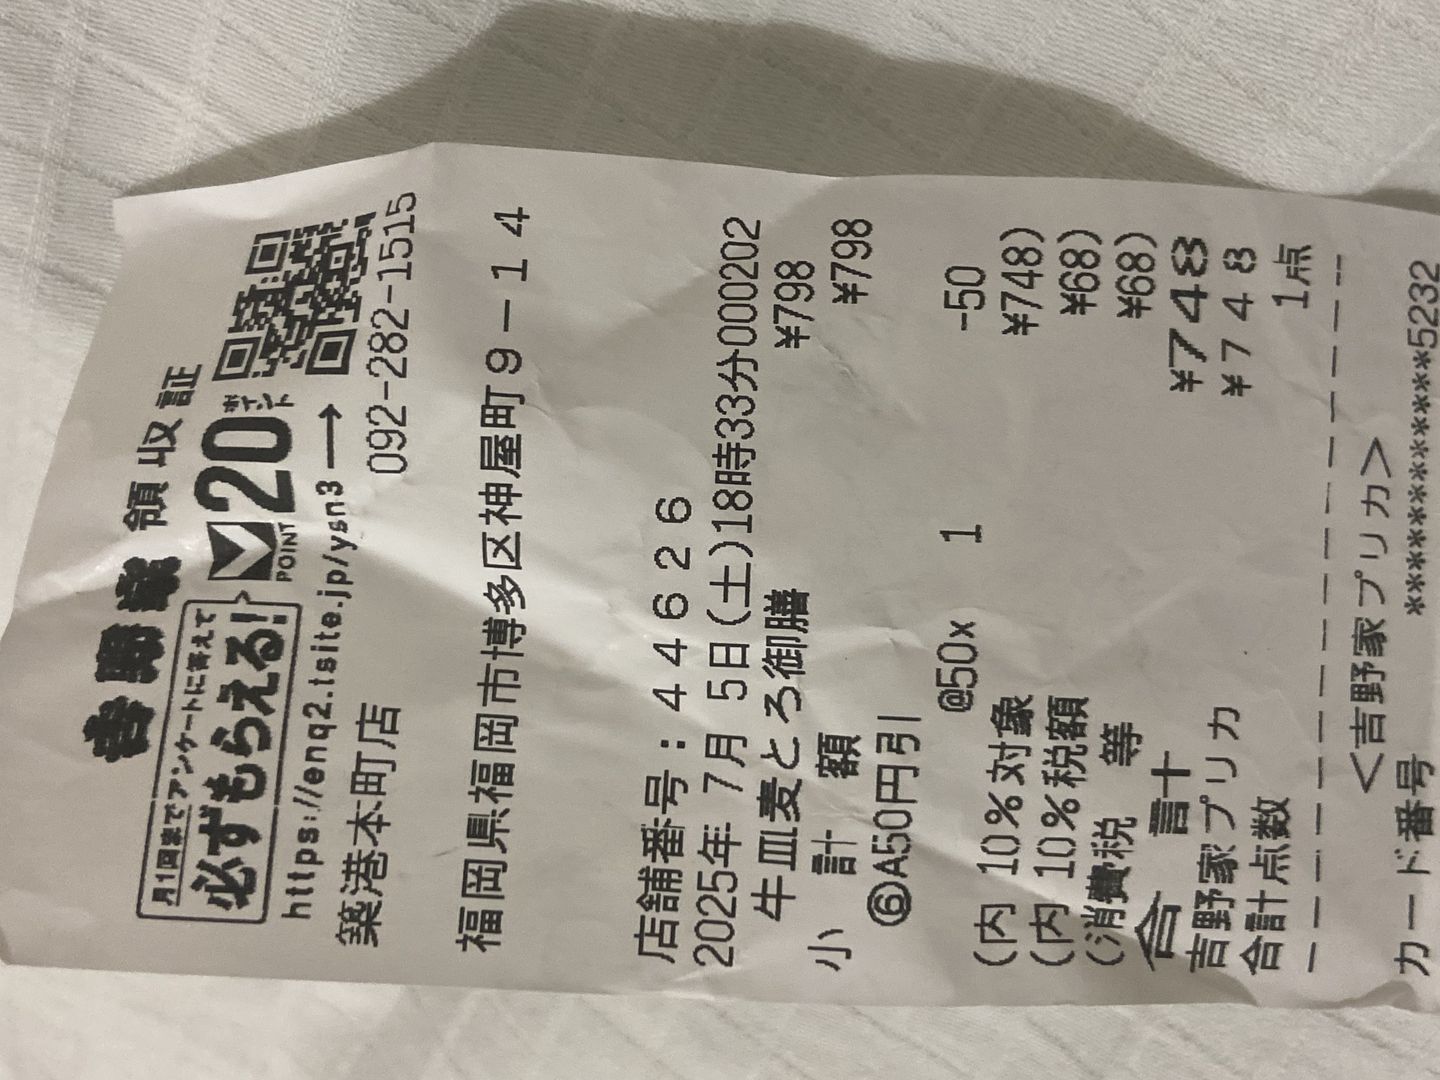 吉野家 領収証
月1回までアンケートに答えて
必ずもらえる!
V POINT 20 ポイント
https://enq2.tsite.jp/ysn3 →
築港本町店 092-282-1515
福岡県福岡市博多区神屋町9-14
店舗番号:44626
2025年 7月 5日(土)18時33分000202
牛皿麦とろ御膳 ¥798
小 計 額 ¥798
⑥A50円引
@50x 1 -50
(内 10%対象 ¥748)
(内 10%税額 ¥68)
(消費税 等 ¥68)
合 計 ¥748
吉野家プリカ ¥748
合計点数 1点
<吉野家プリカ>
カード番号 ************5232